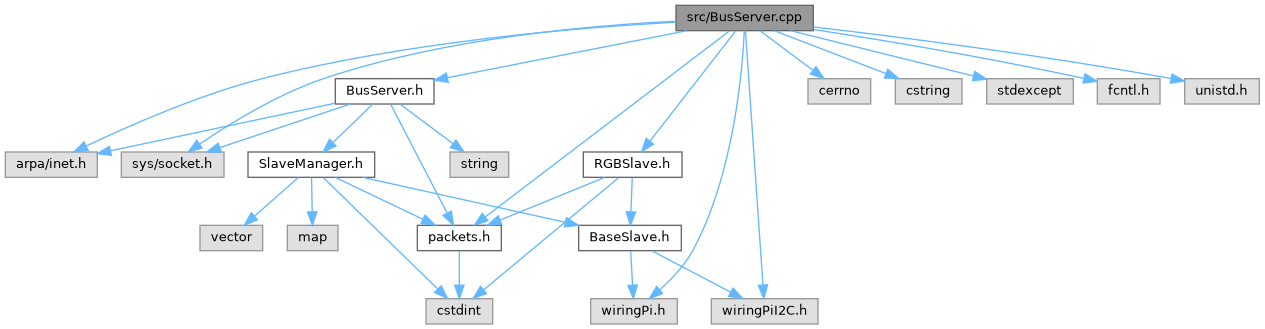 src/BusServer.cpp
BusServer.h
cerrno
cstring
stdexcept
fcntl.h
unistd.h
arpa/inet.h
sys/socket.h
SlaveManager.h
string
RGBSlave.h
vector
map
packets.h
BaseSlave.h
cstdint
wiringPi.h
wiringPiI2C.h